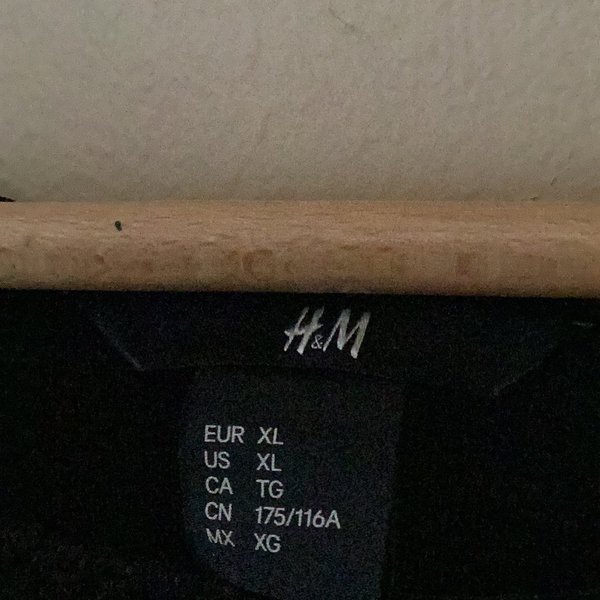 H&M
EUR XL
US XL
CA TG
CN 175/116A
MX XG